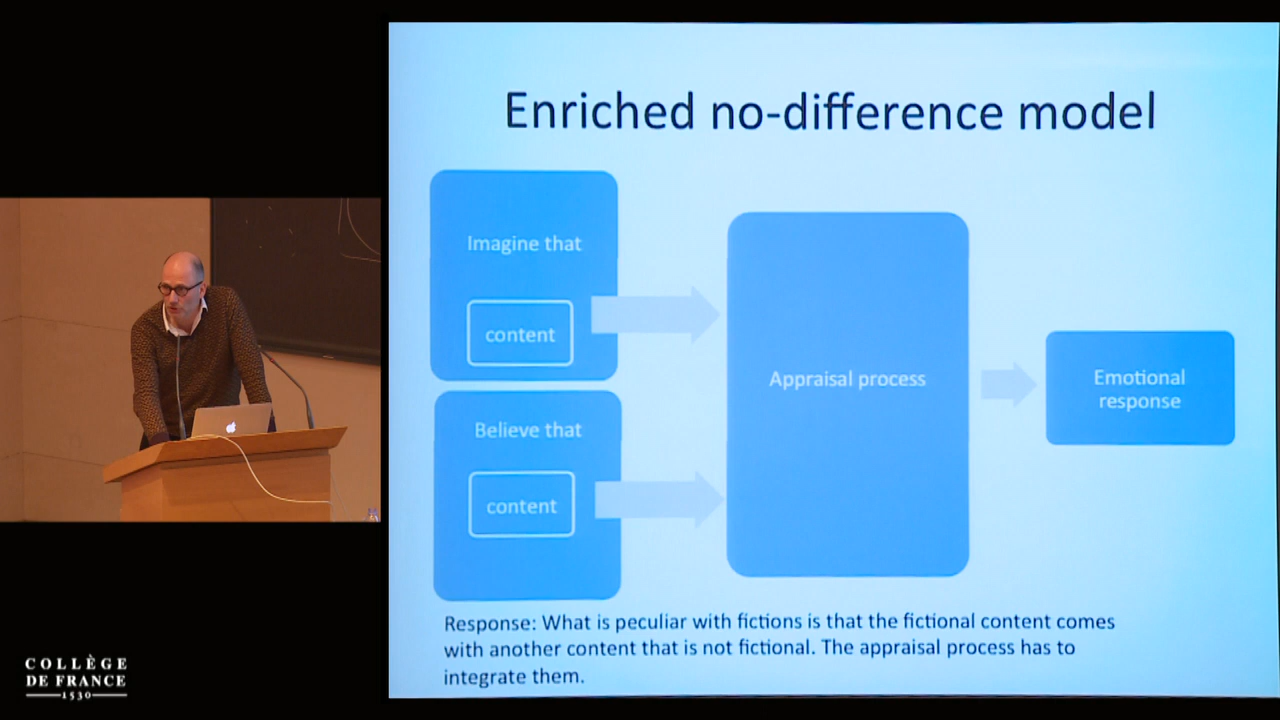 Enriched no-difference model
Imagine that
content
Believe that
content
Appraisal process
Emotional
response
Response: What is peculiar with fictions is that the fictional content comes
with another content that is not fictional. The appraisal process has to
integrate them.
COLLÈGE
DE FRANCE
1530